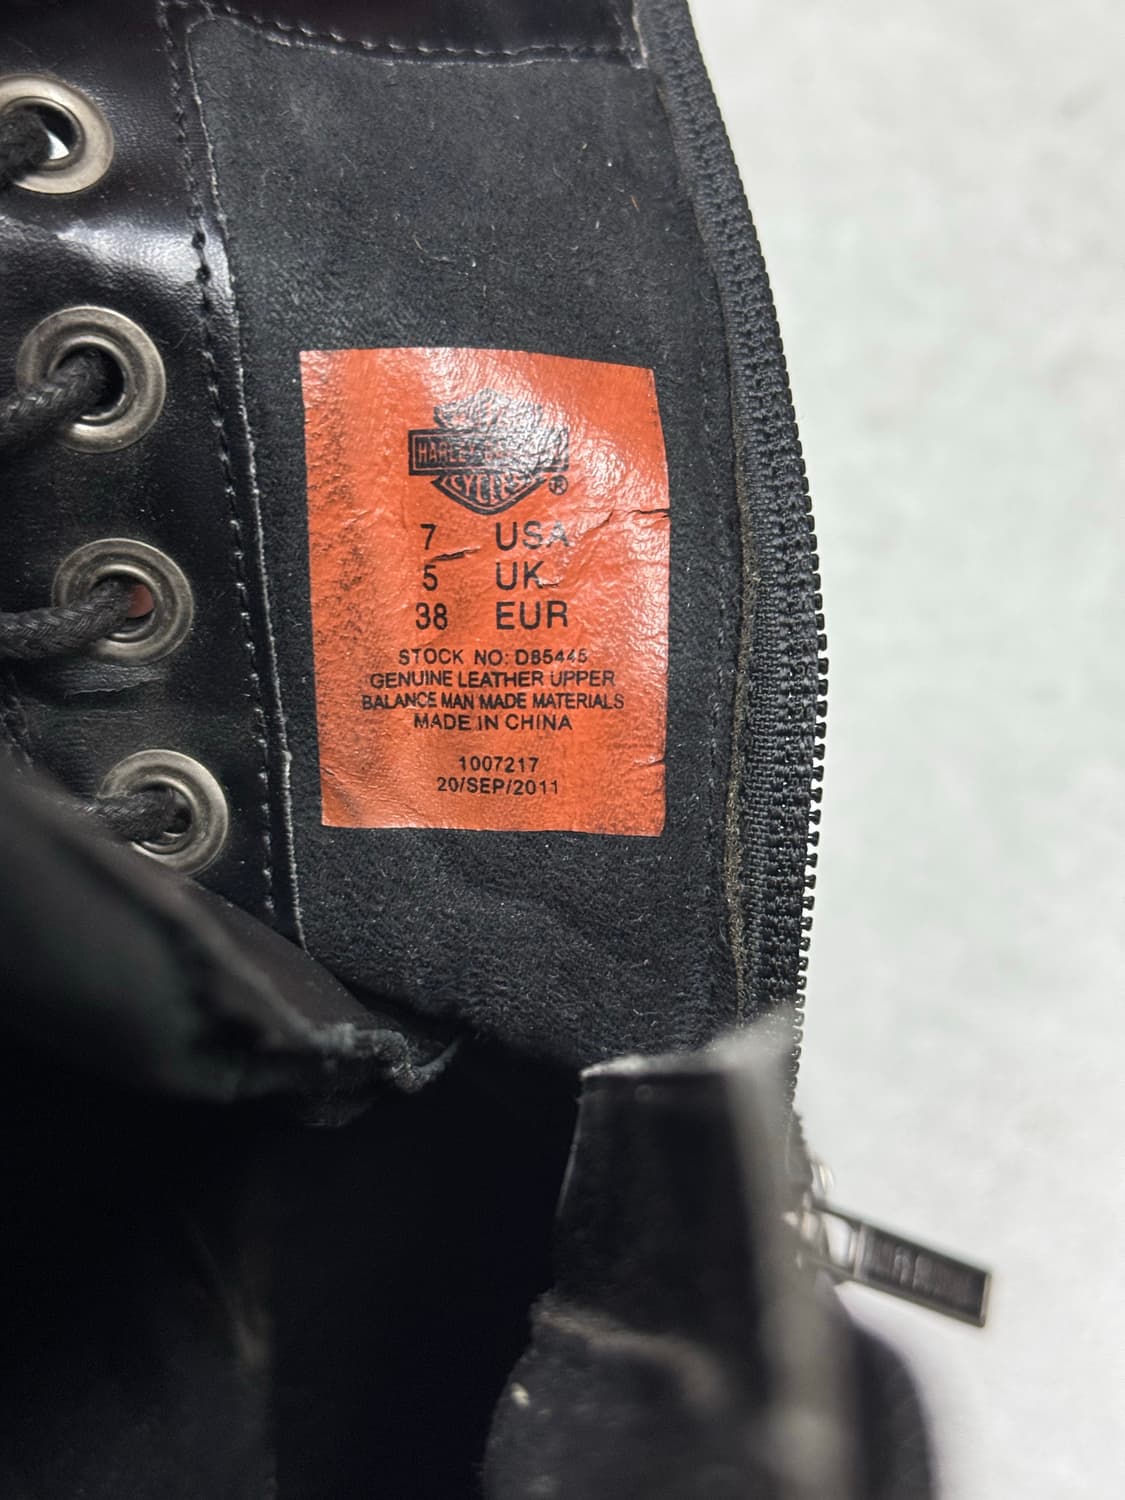 HARLEY-DAVIDSON
CYCLES
®
7 USA
5 UK
38 EUR
STOCK NO: D85445
GENUINE LEATHER UPPER
BALANCE MAN MADE MATERIALS
MADE IN CHINA
1007217
20/SEP/2011